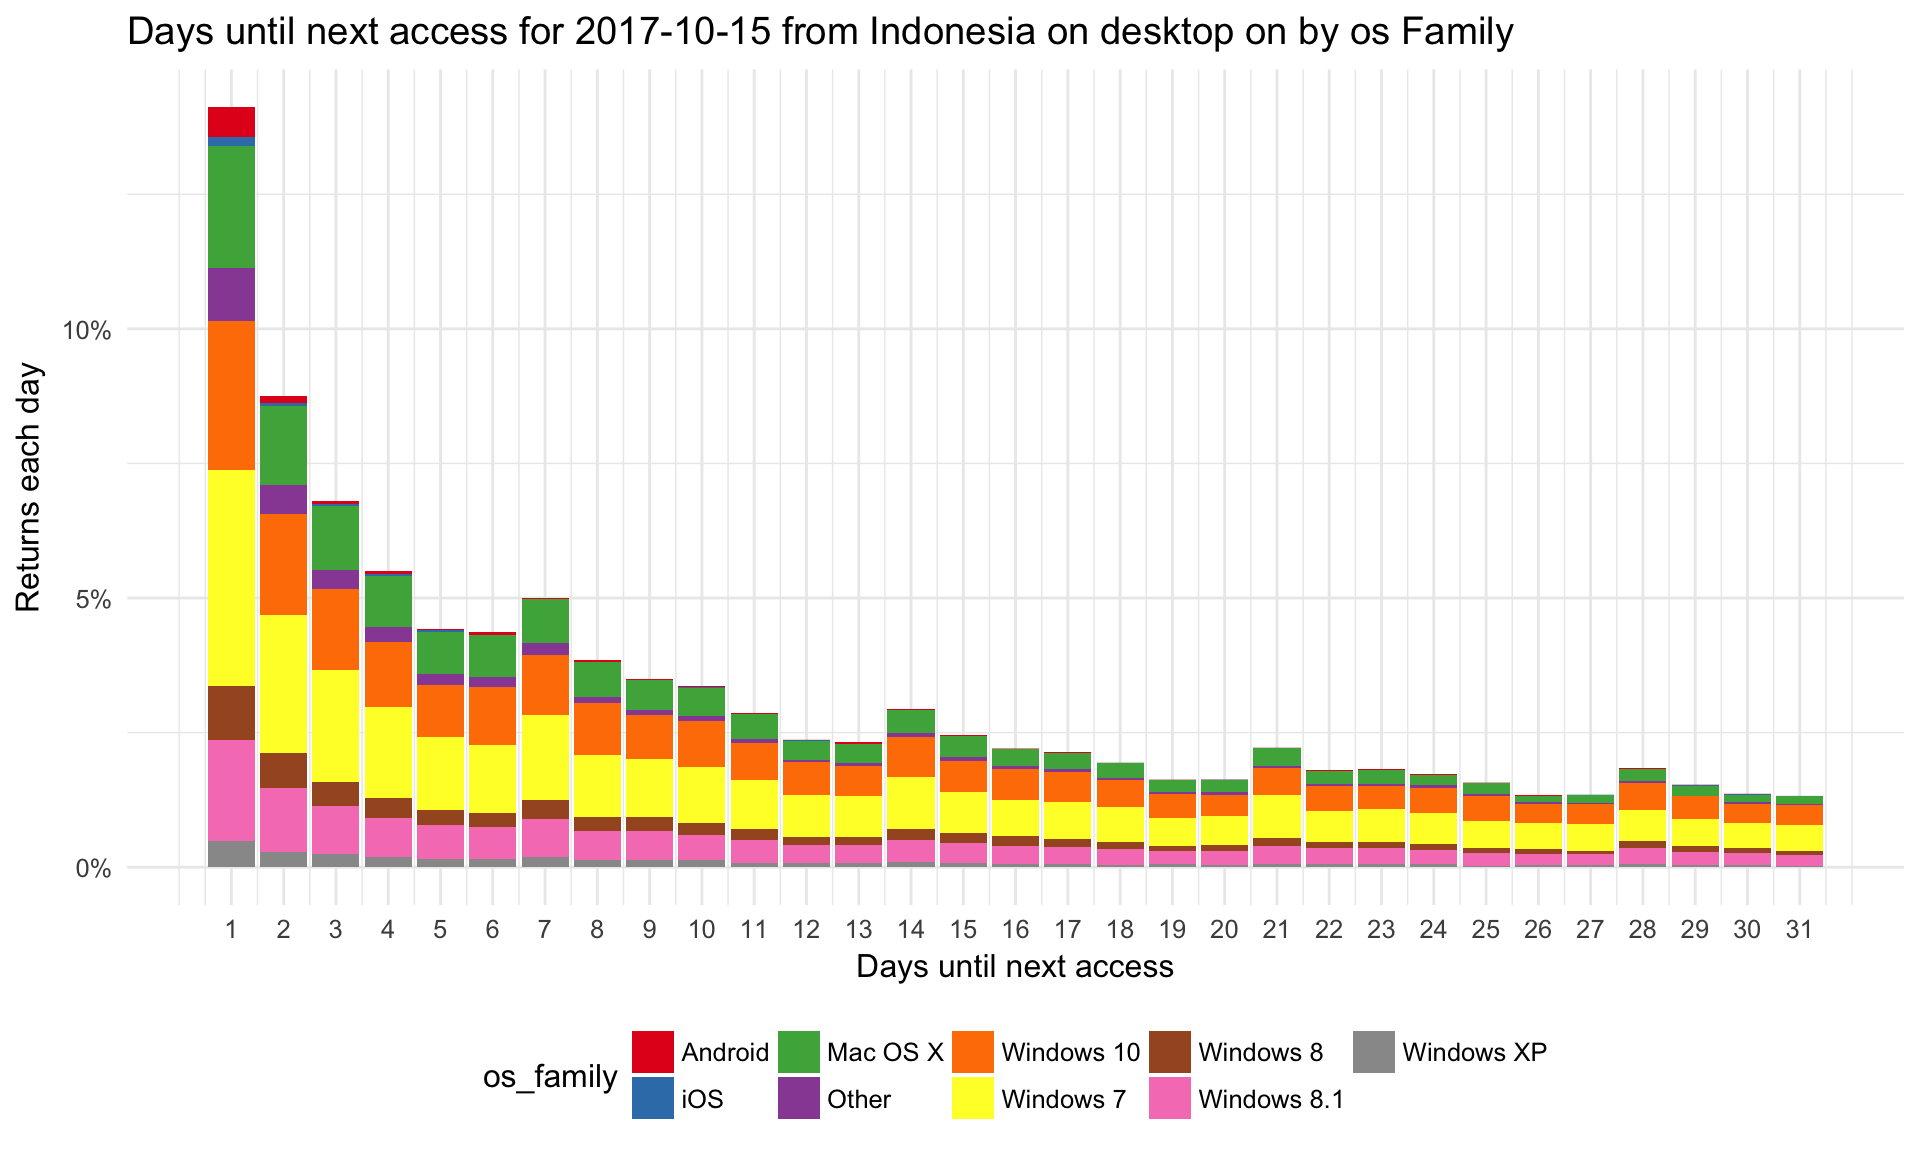 Days until next access for 2017-10-15 from Indonesia on desktop on by os Family
Returns each day
10%
5%
0%
1 2 3 4 5 6 7 8 9 10 11 12 13 14 15 16 17 18 19 20 21 22 23 24 25 26 27 28 29 30 31
Days until next access
os_family
Android Mac OS X Windows 10 Windows 8 Windows XP
iOS Other Windows 7 Windows 8.1